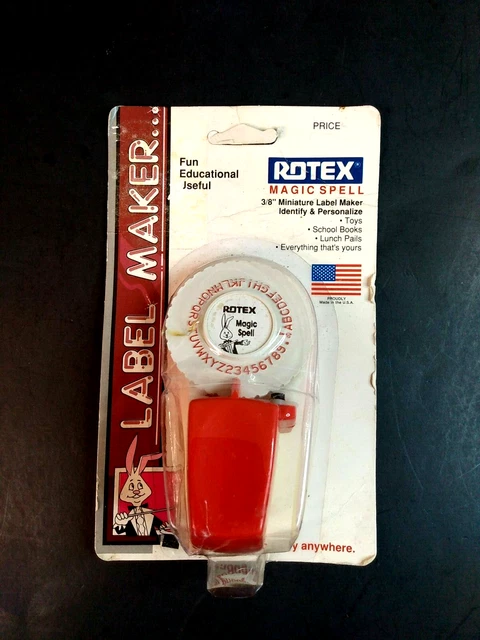 PRICE
Fun
Educational
Jseful
ROTEX
MAGIC SPELL
3/8" Miniature Label Maker
Identify & Personalize
• Toys
• School Books
• Lunch Pails
• Everything that's yours
PROUDLY
Made in the U.S.A.
LABEL MAKER...
ROTEX
Magic
Spell
ABCDEFGHIJKLMNOPQRSTUVWXYZ23456789
y anywhere.